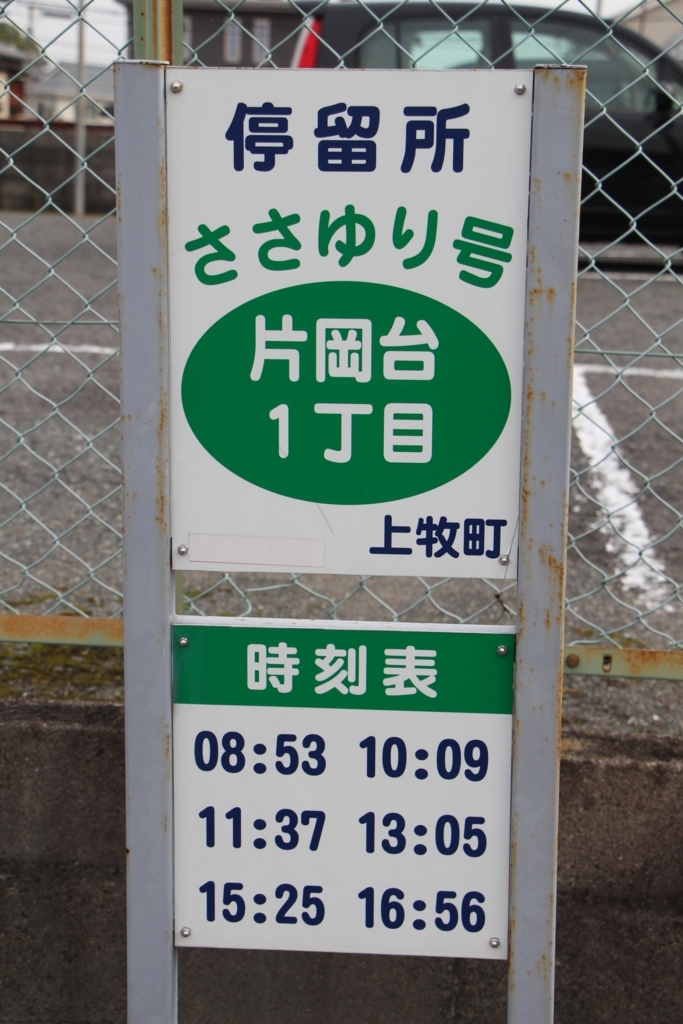 停留所
ささゆり号
片岡台
1丁目
上牧町
時刻表
08:53 10:09
11:37 13:05
15:25 16:56